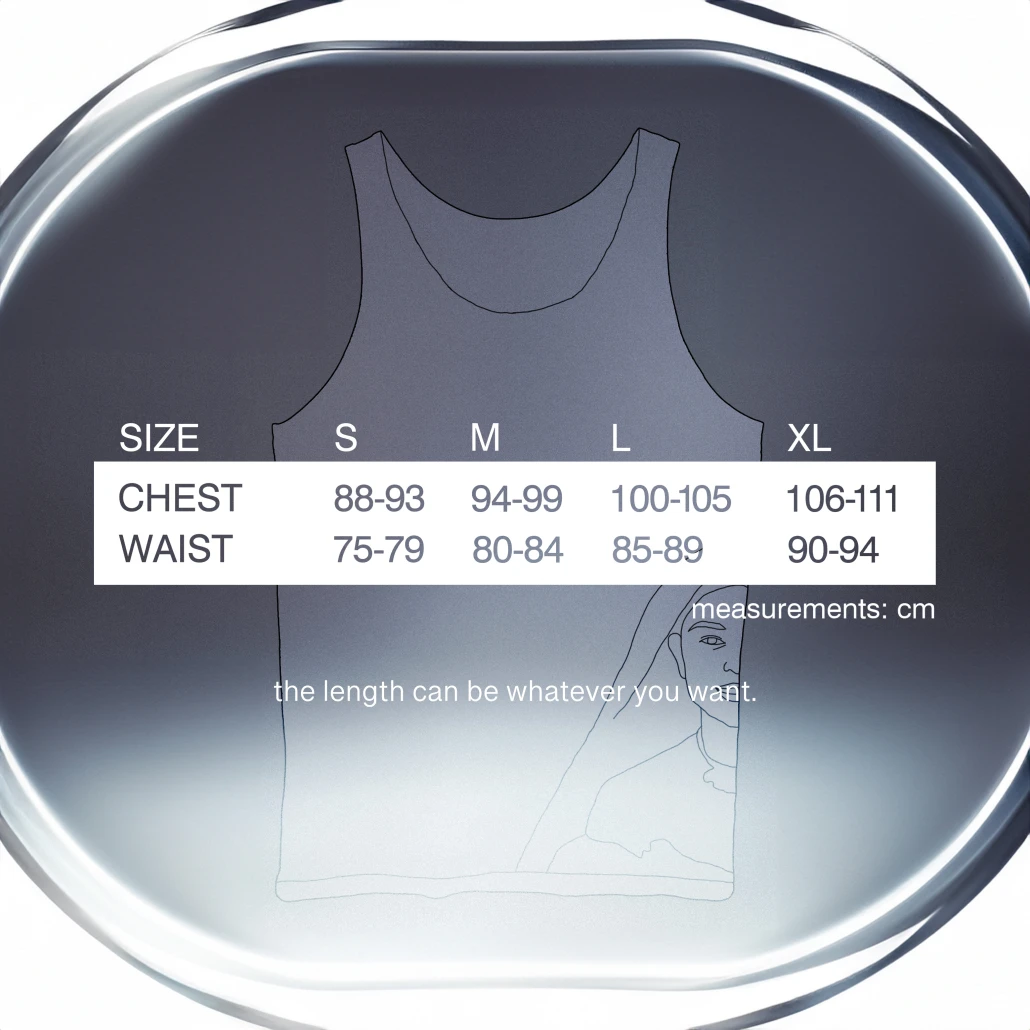 SIZE S M L XL
CHEST 88-93 94-99 100-105 106-111
WAIST 75-79 80-84 85-89 90-94
measurements: cm
the length can be whatever you want.